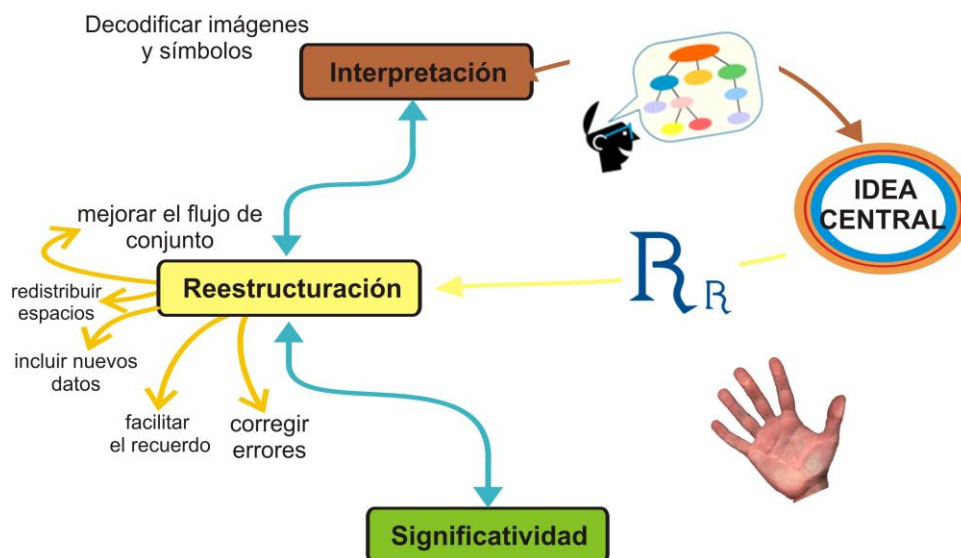 Decodificar imágenes
y símbolos
Interpretación
IDEA
CENTRAL
mejorar el flujo de
conjunto
Reestructuración
R
R
redistribuir
espacios
incluir nuevos
datos
facilitar
el recuerdo
corregir
errores
Significatividad